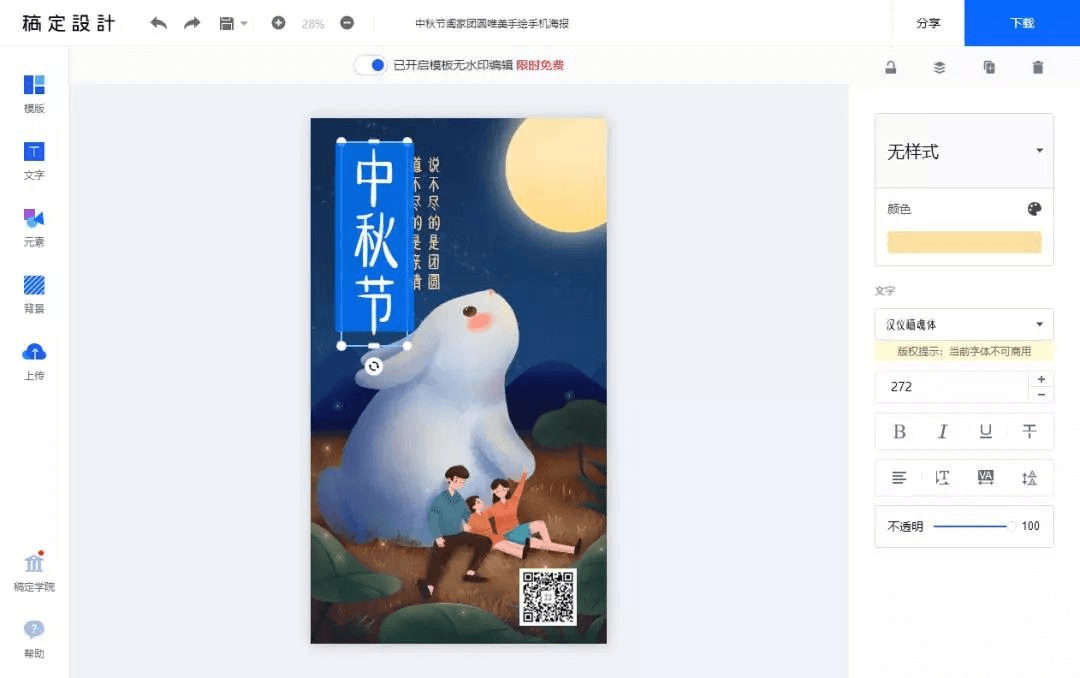 稿定設計
28%
中秋节阖家团圆唯美手绘手机海报
分享
下载
已开启模板无水印编辑 限时免费
模版
文字
元素
背景
上传
稿定学院
帮助
中秋节
说不尽的是团圆
道不尽的是亲情
无样式
颜色
文字
汉仪檣魂体
版权提示：当前字体不可商用
272
B I U T
T VA A
不透明 100